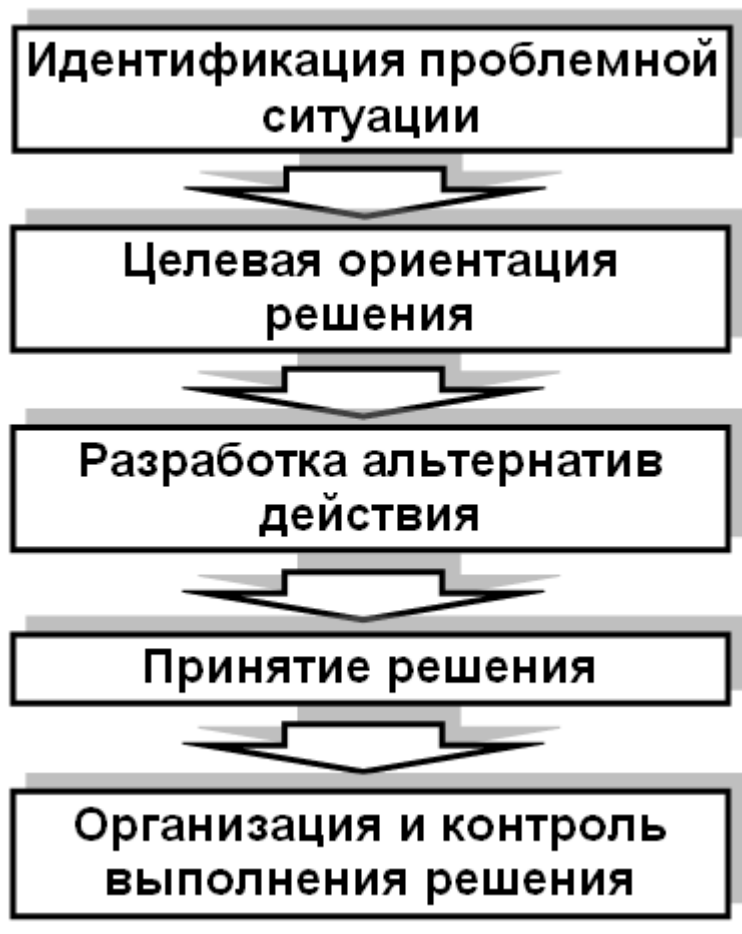 Идентификация проблемной
ситуации
Целевая ориентация
решения
Разработка альтернатив
действия
Принятие решения
Организация и контроль
выполнения решения